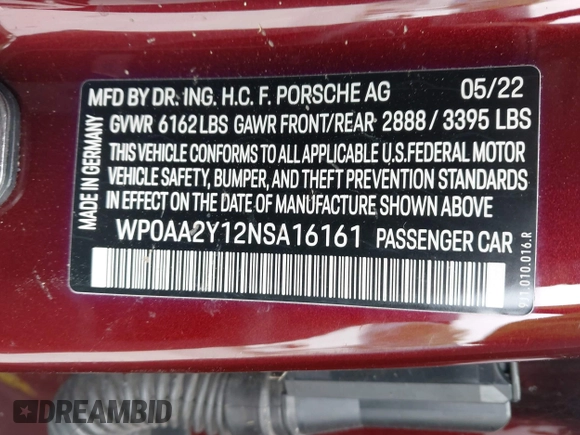 MFD BY DR. ING. H.C. F. PORSCHE AG 05/22
GVWR 6162 LBS GAWR FRONT/REAR 2888 / 3395 LBS
THIS VEHICLE CONFORMS TO ALL APPLICABLE U.S. FEDERAL MOTOR
VEHICLE SAFETY, BUMPER, AND THEFT PREVENTION STANDARDS
IN EFFECT ON THE DATE OF MANUFACTURE SHOWN ABOVE
WP0AA2Y12NSA16161 PASSENGER CAR
MADE IN GERMANY
9J1.010.016.R
DREAMBID